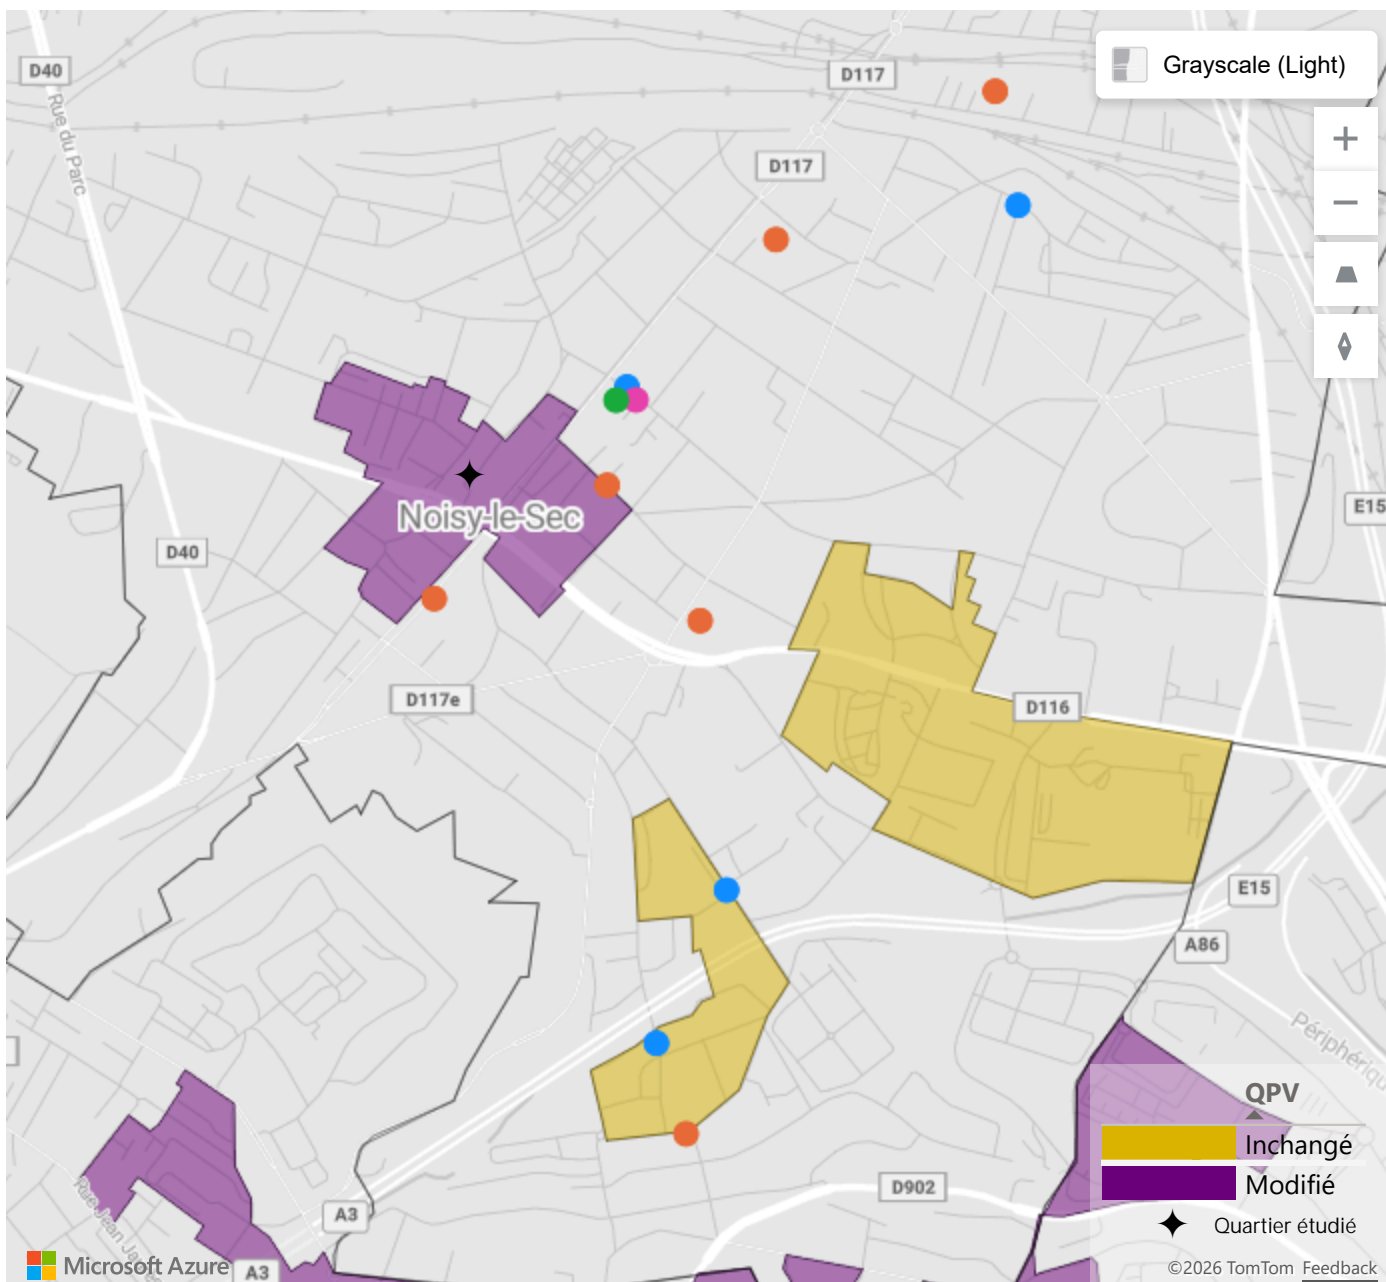 D40
D117
Grayscale (Light)
Rue du Parc
D117
Noisy-le-Sec
E15
D40
D117e
D116
E15
A86
Périphériqu
QPV
Inchangé
Modifié
Quartier étudié
D902
Rue Jean Ja
A3
A3
Microsoft Azure
©2026 TomTom Feedback